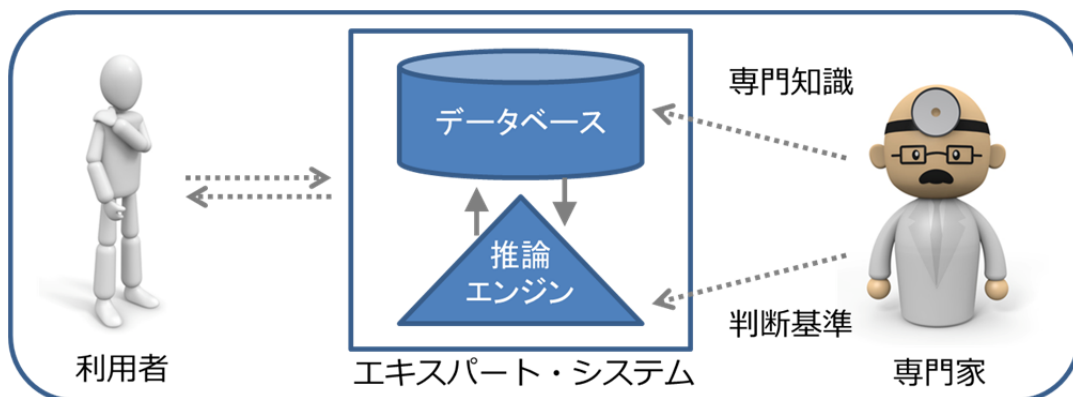 データベース
推論
エンジン
専門知識
判断基準
利用者
エキスパート・システム
専門家